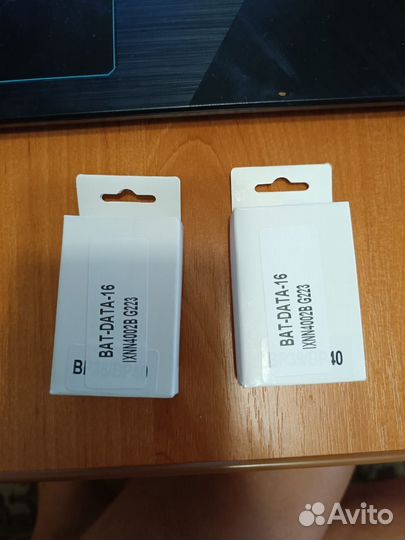 BAT-DATA-16
IXNN4002B G223
BAT-DATA-16
IXNN4002B G223
Avito